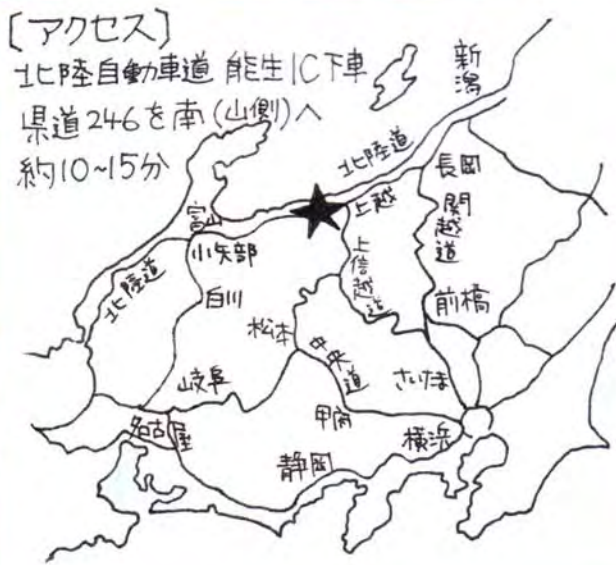 [アクセス]
北陸自動車道 能生IC下車
県道246を南(山側)へ
約10~15分
新潟
北陸道
長岡
関越道
上越
上信越道
富山
小矢部
北陸道
白川
前橋
松本
中央道
さいたま
岐阜
甲府
横浜
名古屋
静岡